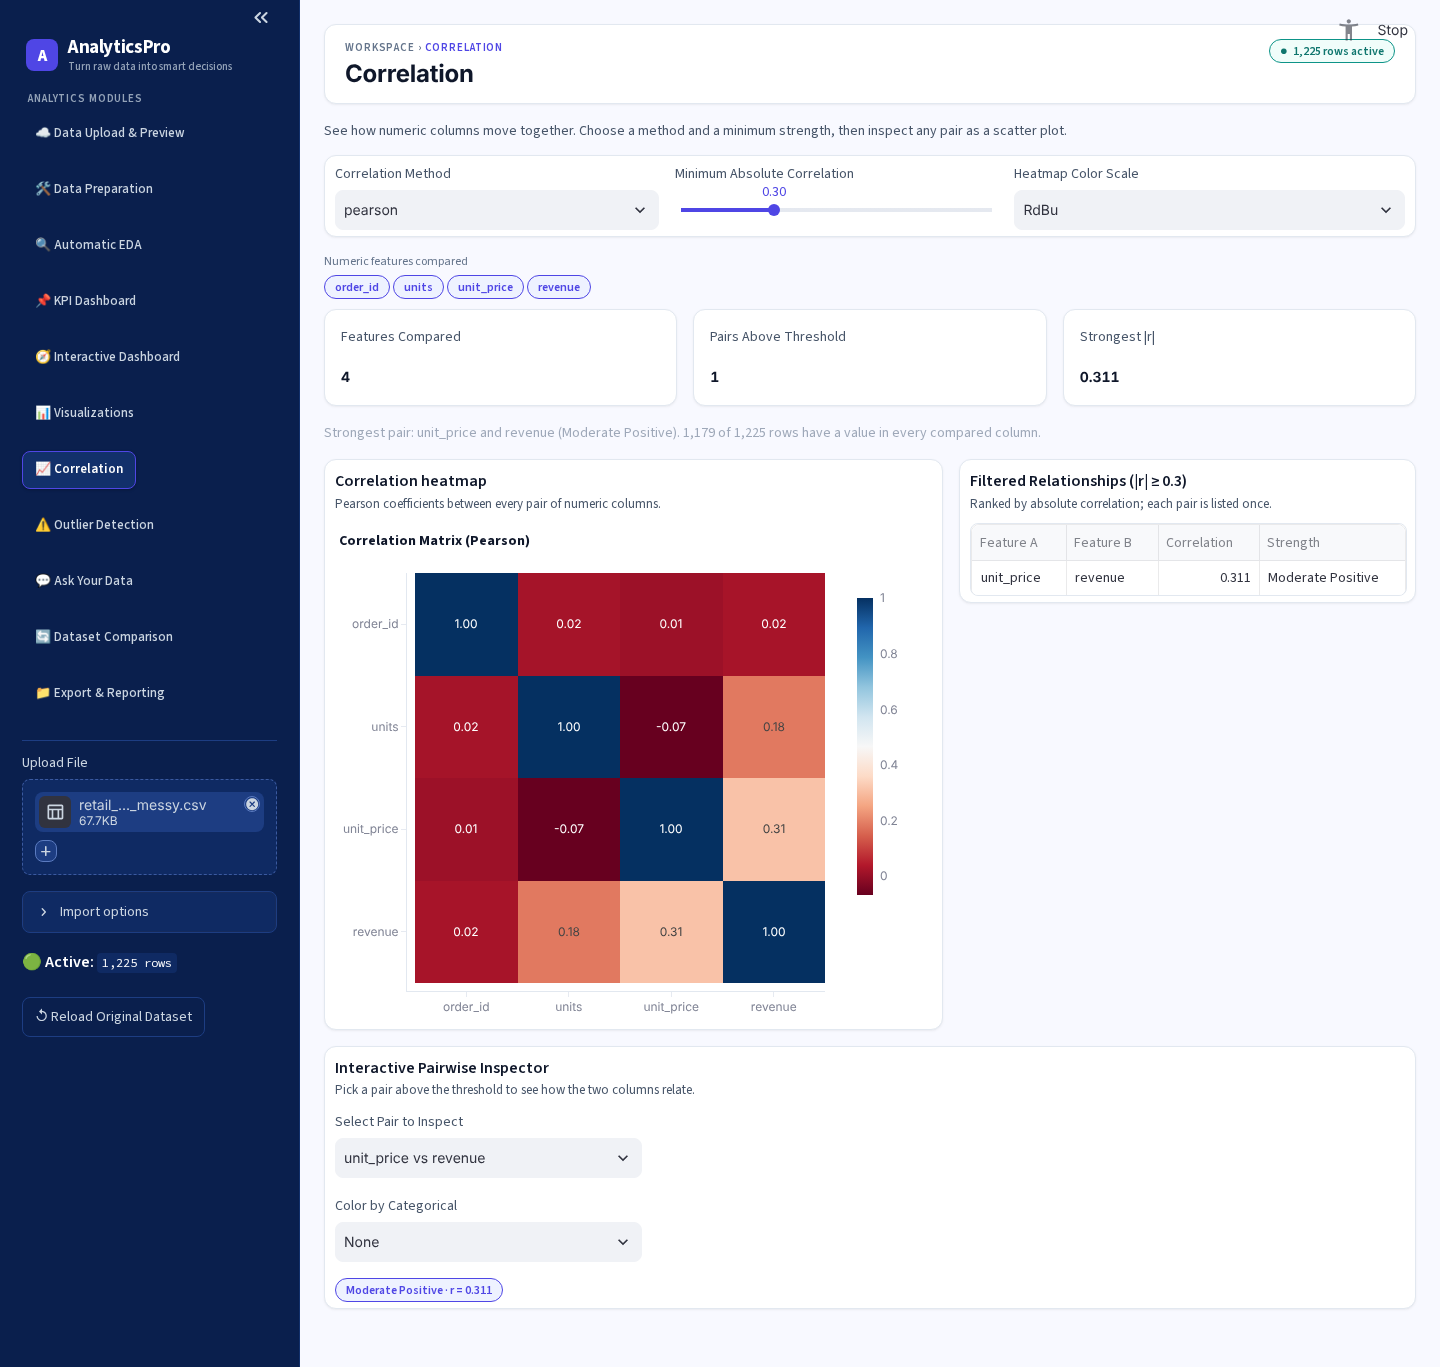 A
AnalyticsPro
Turn raw data into smart decisions
ANALYTICS MODULES
Data Upload & Preview
Data Preparation
Automatic EDA
KPI Dashboard
Interactive Dashboard
Visualizations
Correlation
Outlier Detection
Ask Your Data
Dataset Comparison
Export & Reporting
Upload File
retail_..._messy.csv
67.7KB
Import options
Active: 1,225 rows
Reload Original Dataset
Stop
WORKSPACE › CORRELATION
1,225 rows active
Correlation
See how numeric columns move together. Choose a method and a minimum strength, then inspect any pair as a scatter plot.
Correlation Method
pearson
Minimum Absolute Correlation
0.30
Heatmap Color Scale
RdBu
Numeric features compared
order_id units unit_price revenue
Features Compared
4
Pairs Above Threshold
1
Strongest |r|
0.311
Strongest pair: unit_price and revenue (Moderate Positive). 1,179 of 1,225 rows have a value in every compared column.
Correlation heatmap
Pearson coefficients between every pair of numeric columns.
Correlation Matrix (Pearson)
order_id 1.00 0.02 0.01 0.02
units 0.02 1.00 -0.07 0.18
unit_price 0.01 -0.07 1.00 0.31
revenue 0.02 0.18 0.31 1.00
order_id units unit_price revenue
1
0.8
0.6
0.4
0.2
0
Filtered Relationships (|r| ≥ 0.3)
Ranked by absolute correlation; each pair is listed once.
Feature A Feature B Correlation Strength
unit_price revenue 0.311 Moderate Positive
Interactive Pairwise Inspector
Pick a pair above the threshold to see how the two columns relate.
Select Pair to Inspect
unit_price vs revenue
Color by Categorical
None
Moderate Positive · r = 0.311